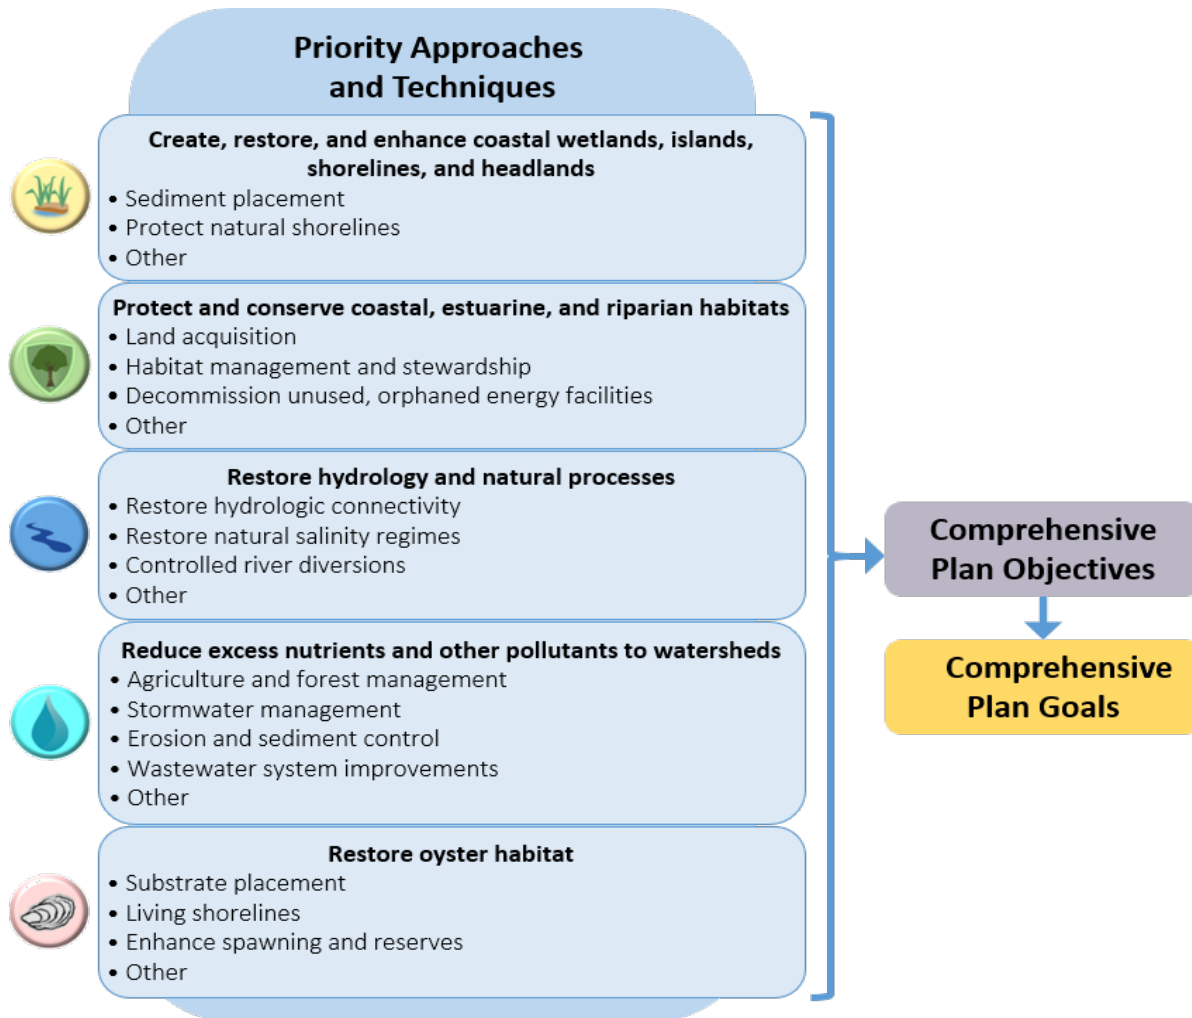 Priority Approaches
and Techniques
Create, restore, and enhance coastal wetlands, islands,
shorelines, and headlands
• Sediment placement
• Protect natural shorelines
• Other
Protect and conserve coastal, estuarine, and riparian habitats
• Land acquisition
• Habitat management and stewardship
• Decommission unused, orphaned energy facilities
• Other
Restore hydrology and natural processes
• Restore hydrologic connectivity
• Restore natural salinity regimes
• Controlled river diversions
• Other
Reduce excess nutrients and other pollutants to watersheds
• Agriculture and forest management
• Stormwater management
• Erosion and sediment control
• Wastewater system improvements
• Other
Restore oyster habitat
• Substrate placement
• Living shorelines
• Enhance spawning and reserves
• Other
Comprehensive
Plan Objectives
Comprehensive
Plan Goals